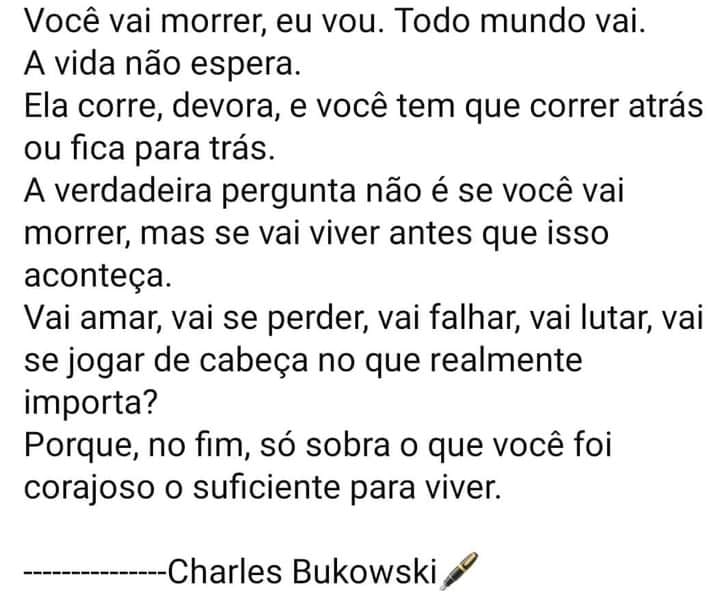 Você vai morrer, eu vou. Todo mundo vai.
A vida não espera.
Ela corre, devora, e você tem que correr atrás
ou fica para trás.
A verdadeira pergunta não é se você vai
morrer, mas se vai viver antes que isso
aconteça.
Vai amar, vai se perder, vai falhar, vai lutar, vai
se jogar de cabeça no que realmente
importa?
Porque, no fim, só sobra o que você foi
corajoso o suficiente para viver.
---------------Charles Bukowski🖋️